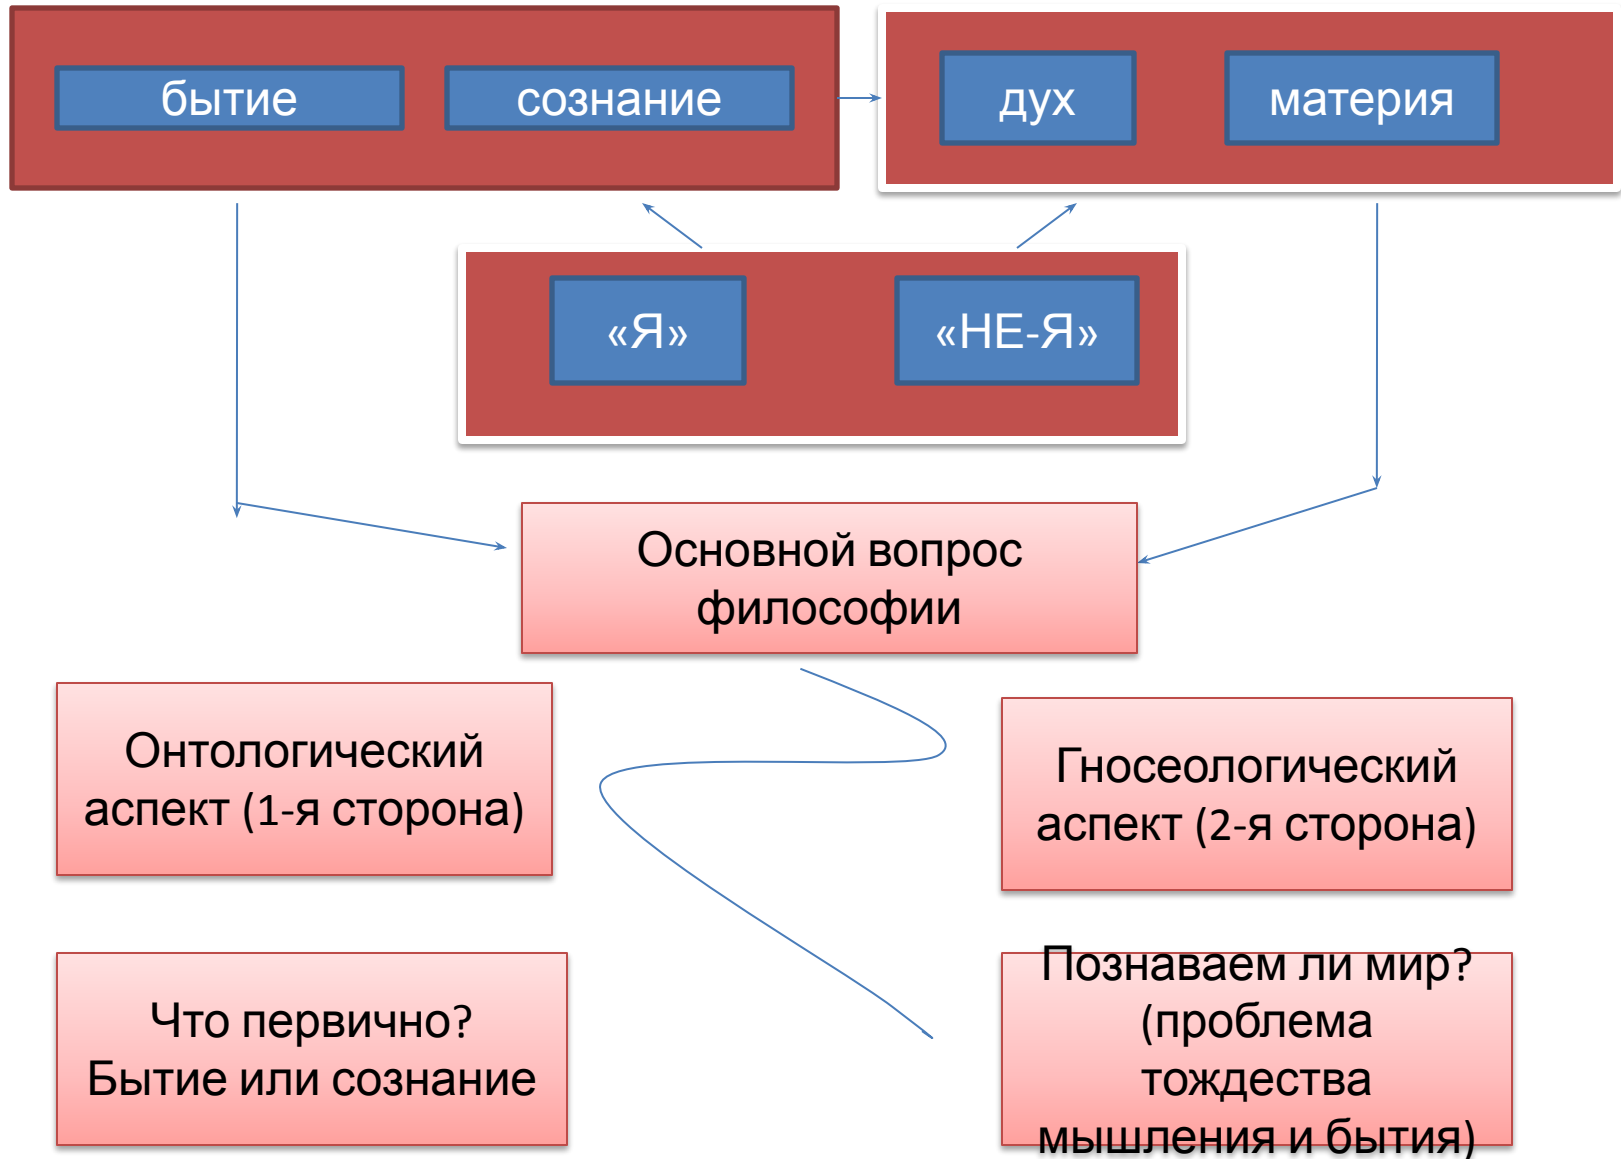 бытие
сознание
дух
материя
«Я»
«НЕ-Я»
Основной вопрос
философии
Онтологический
аспект (1-я сторона)
Гносеологический
аспект (2-я сторона)
Что первично?
Бытие или сознание
Познаваем ли мир?
(проблема
тождества
мышления и бытия)